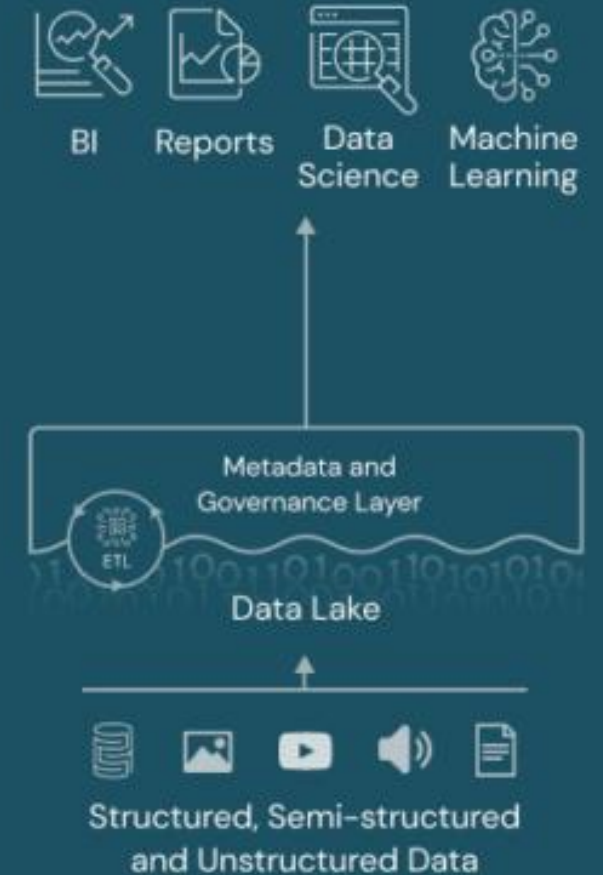 BI
Reports
Data
Science
Machine
Learning
Metadata and
Governance Layer
ETL
Data Lake
Structured, Semi-structured
and Unstructured Data